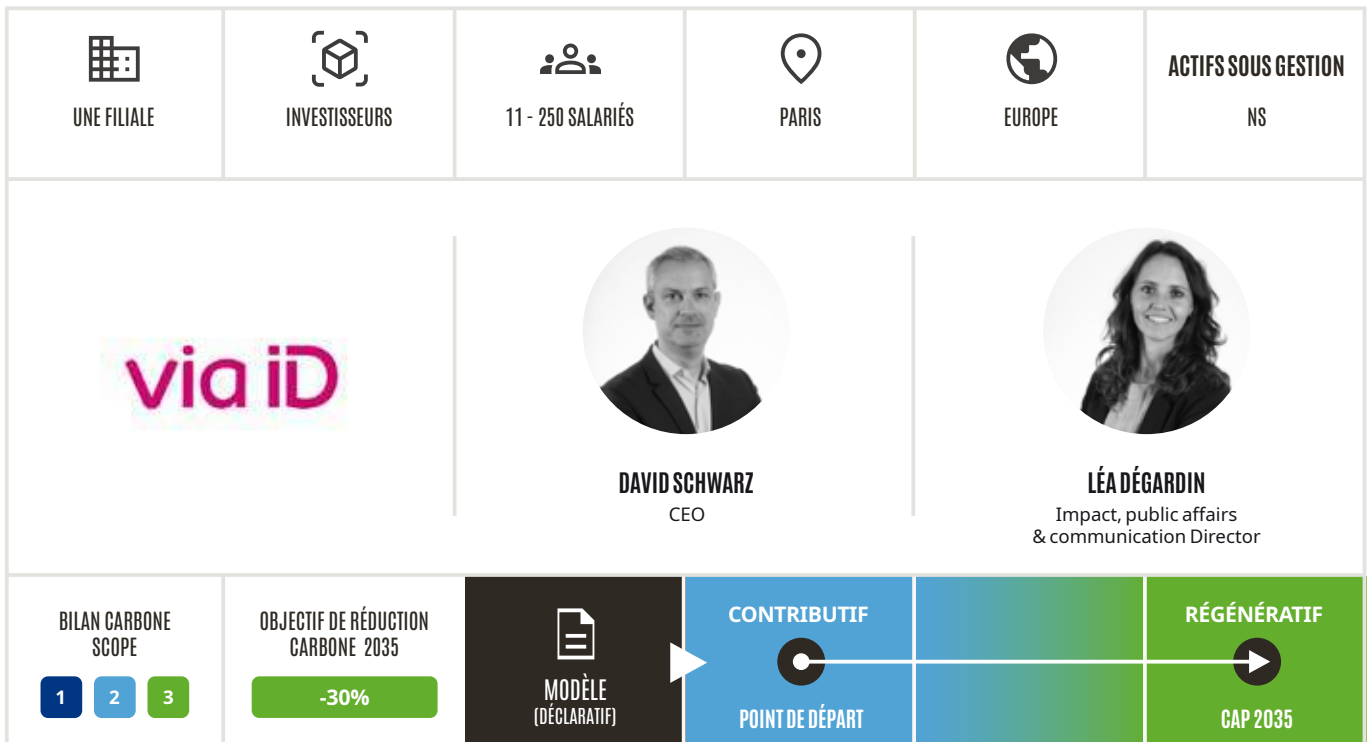 UNE FILIALE
INVESTISSEURS
11 - 250 SALARIÉS
PARIS
EUROPE
ACTIFS SOUS GESTION
NS
via iD
DAVID SCHWARZ
CEO
LÉA DÉGARDIN
Impact, public affairs
& communication Director
BILAN CARBONE
SCOPE
1 2 3
OBJECTIF DE RÉDUCTION
CARBONE 2035
-30%
MODÈLE
(DÉCLARATIF)
CONTRIBUTIF
POINT DE DÉPART
RÉGÉNÉRATIF
CAP 2035